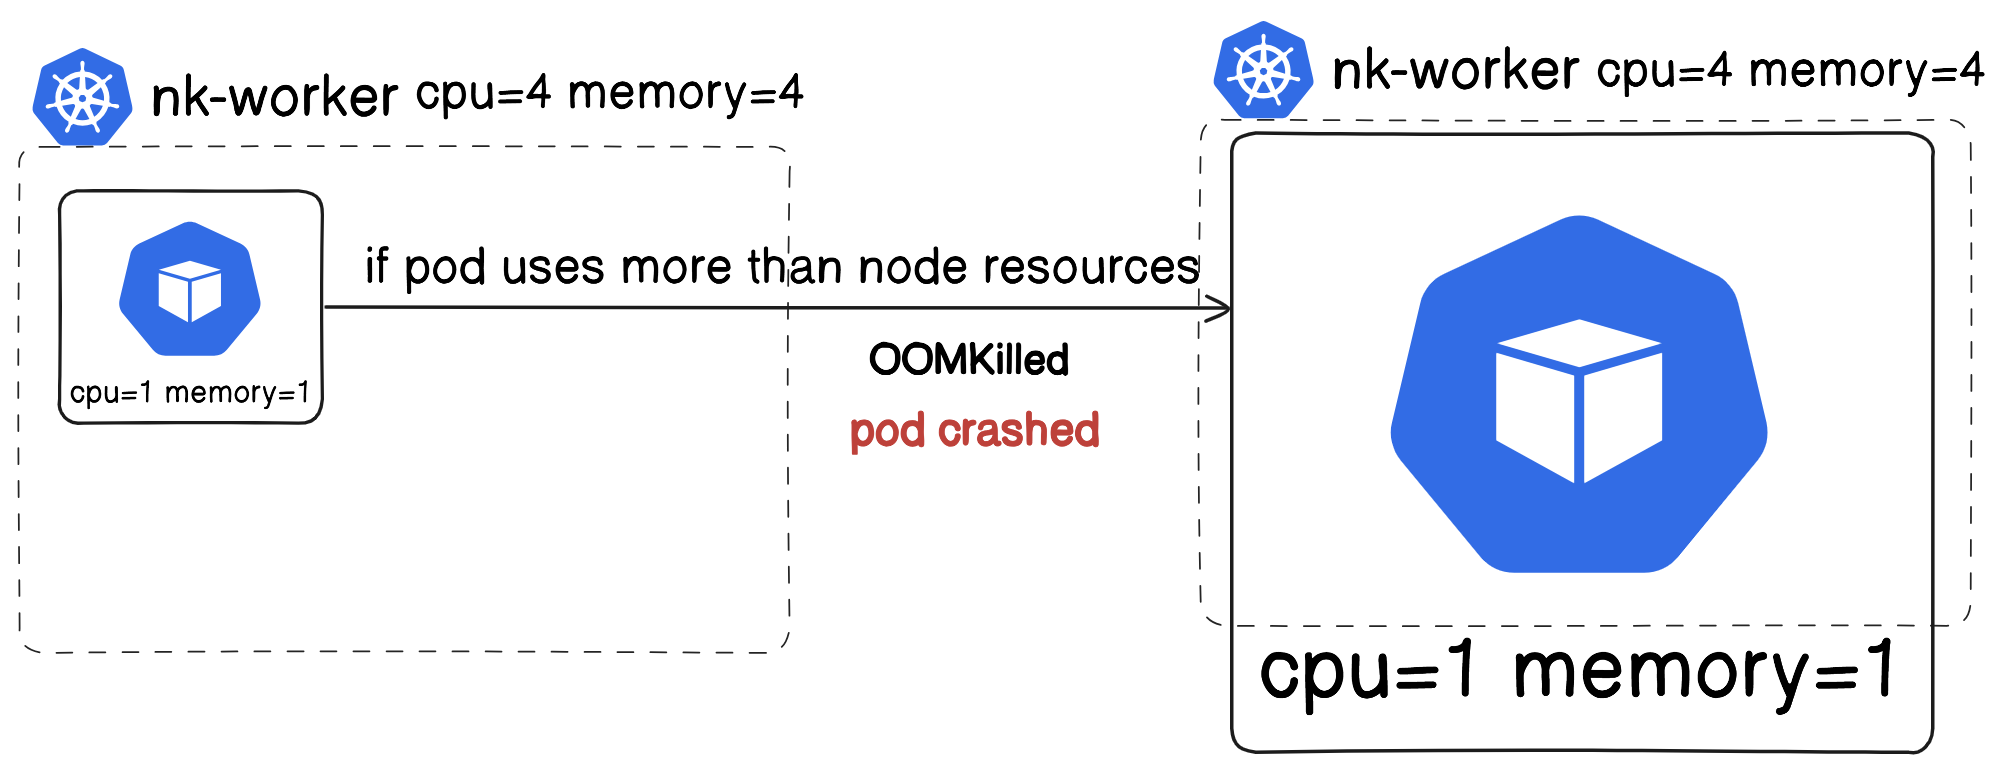 nk-worker cpu=4 memory=4
cpu=1 memory=1
if pod uses more than node resources
OOMKilled
pod crashed
nk-worker cpu=4 memory=4
cpu=1 memory=1